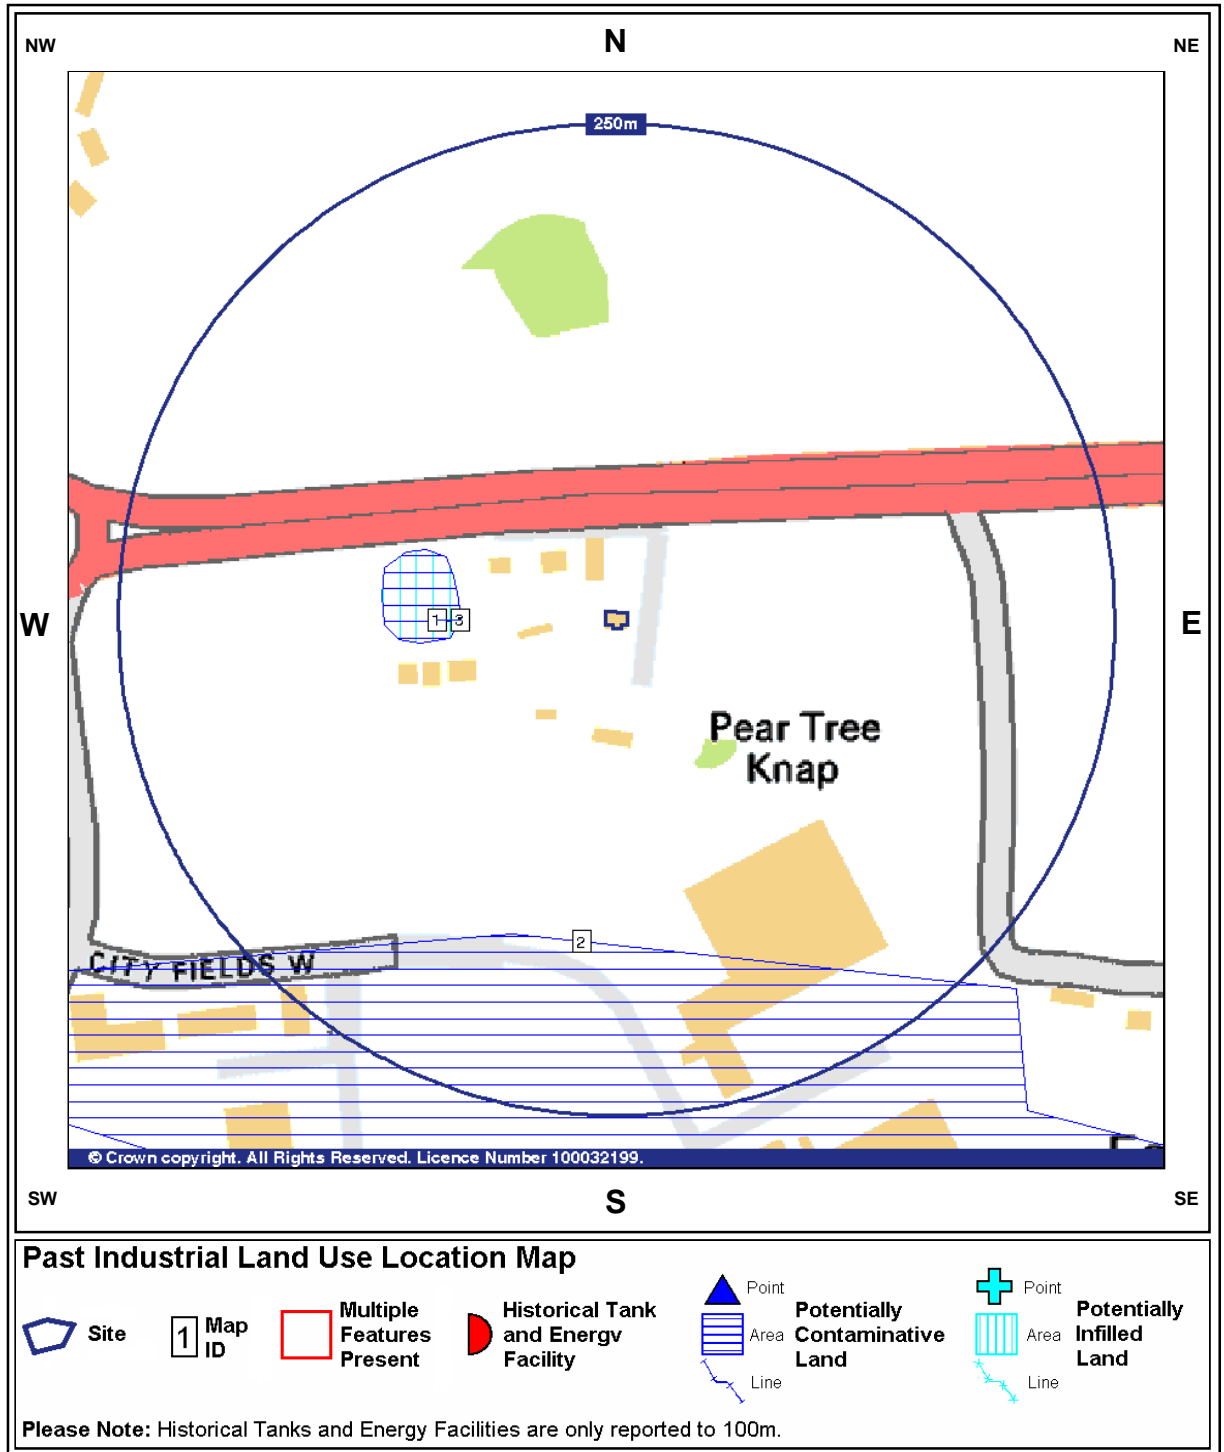 NW
N
NE
250m
1
3
W
E
Pear Tree
Knap
2
CITY FIELDS W
© Crown copyright. All Rights Reserved. Licence Number 100032199.
SW
S
SE
Past Industrial Land Use Location Map
Site
1
Map
ID
Multiple
Features
Present
Historical Tank
and Energy
Facility
Point
Area
Line
Potentially
Contaminative
Land
Point
Area
Line
Potentially
Infilled
Land
Please Note: Historical Tanks and Energy Facilities are only reported to 100m.